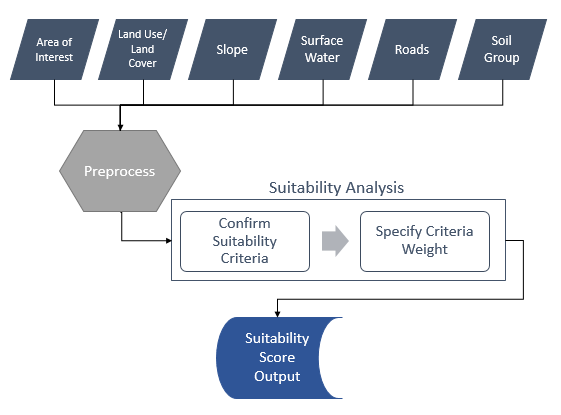 Area of
Interest
Land Use/
Land
Cover
Slope
Surface
Water
Roads
Soil
Group
Preprocess
Suitability Analysis
Confirm
Suitability
Criteria
Specify Criteria
Weight
Suitability
Score
Output